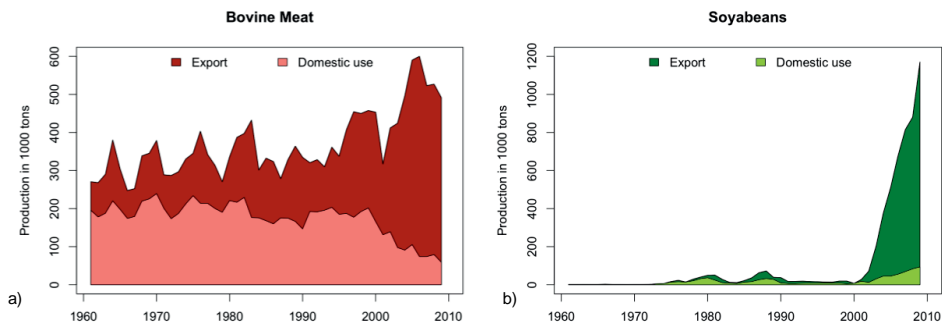 Bovine Meat
Export Domestic use
Production in 1000 tons
600
500
400
300
200
100
0
1960 1970 1980 1990 2000 2010
a)
Soyabeans
Export Domestic use
Production in 1000 tons
1200
1000
800
600
400
200
0
1960 1970 1980 1990 2000 2010
b)